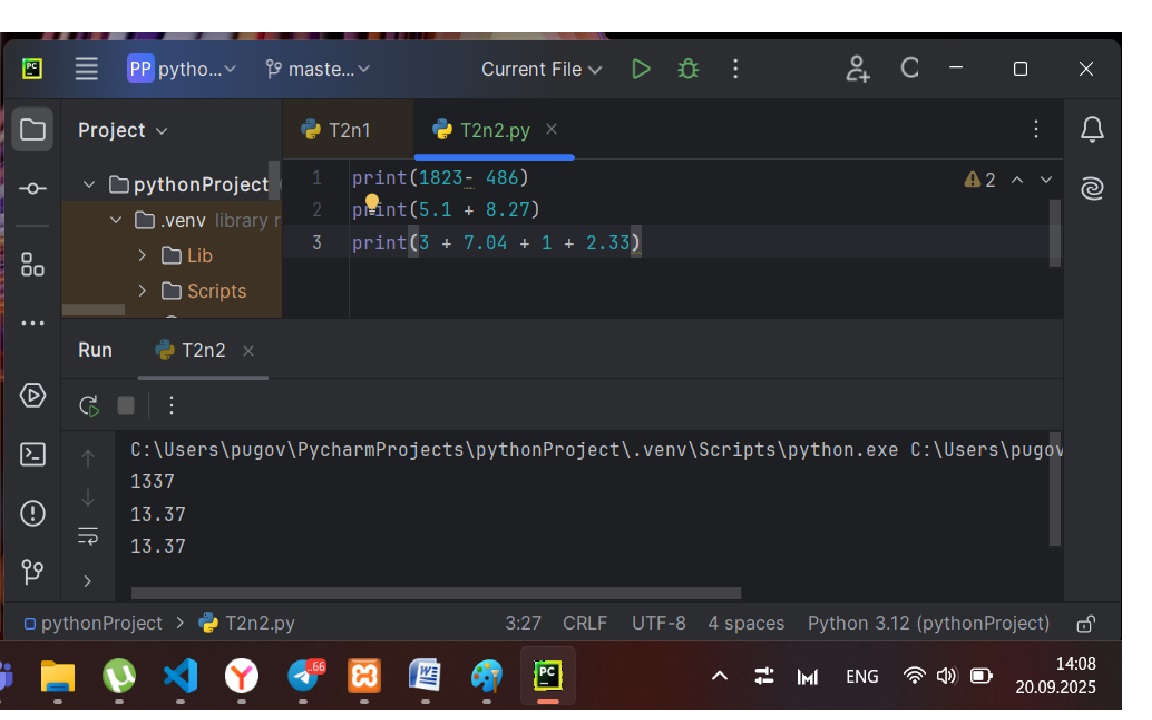 PC PP pytho... maste... Current File
Project T2n1 T2n2.py
pythonProject
.venv library r
Lib
Scripts
1 print(1823- 486)
2 print(5.1 + 8.27)
3 print(3 + 7.04 + 1 + 2.33)
2
Run T2n2
C:\Users\pugov\PycharmProjects\pythonProject\.venv\Scripts\python.exe C:\Users\pugov
1337
13.37
13.37
pythonProject > T2n2.py 3:27 CRLF UTF-8 4 spaces Python 3.12 (pythonProject)
66 W PC ENG 14:08
20.09.2025